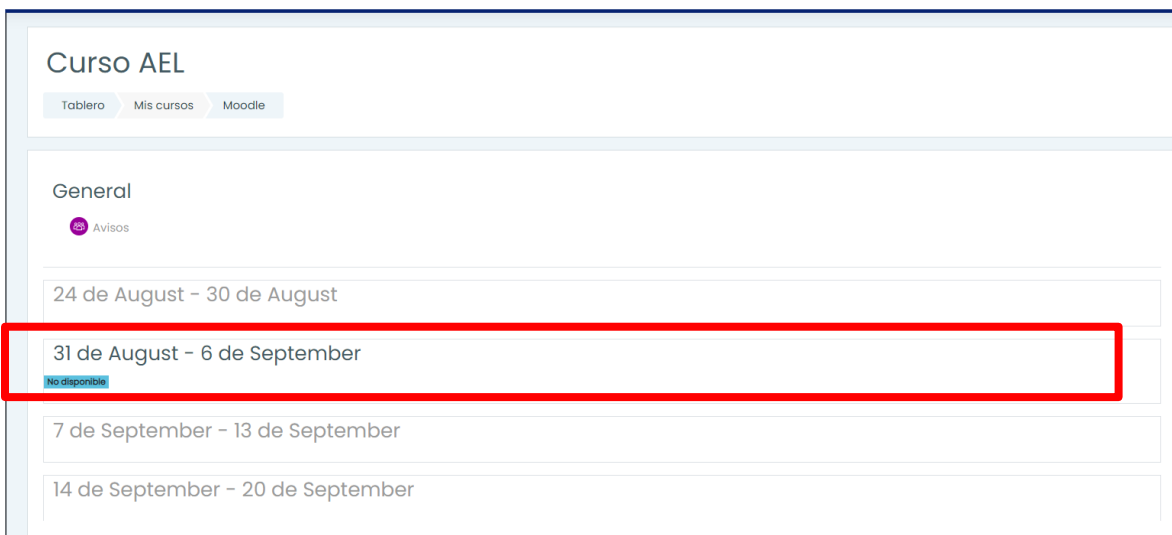 Curso AEL
Tablero Mis cursos Moodle
General
Avisos
24 de August - 30 de August
31 de August - 6 de September
No disponible
7 de September - 13 de September
14 de September - 20 de September